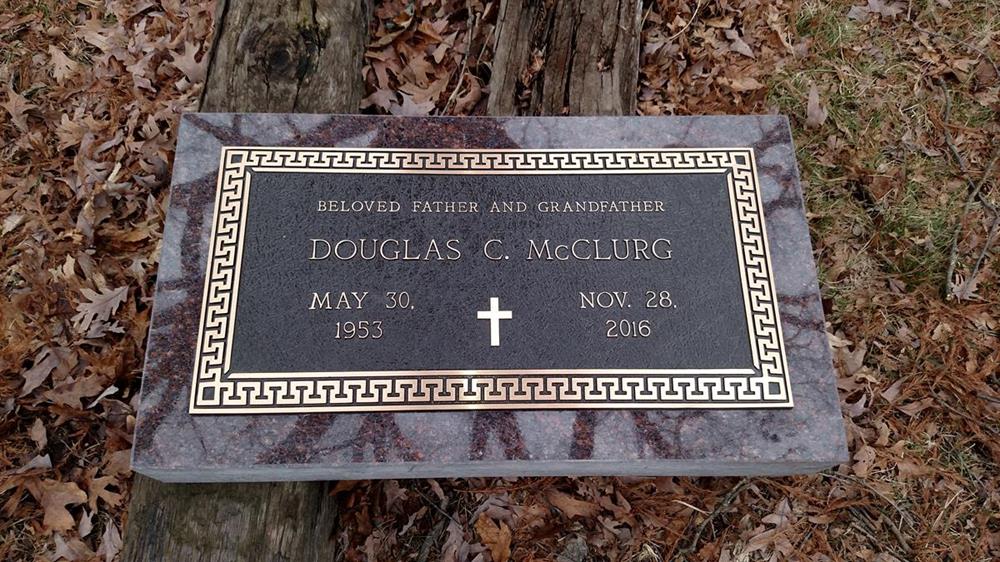 BELOVED FATHER AND GRANDFATHER
DOUGLAS C. McCLURG
MAY 30, NOV. 28,
1953 2016